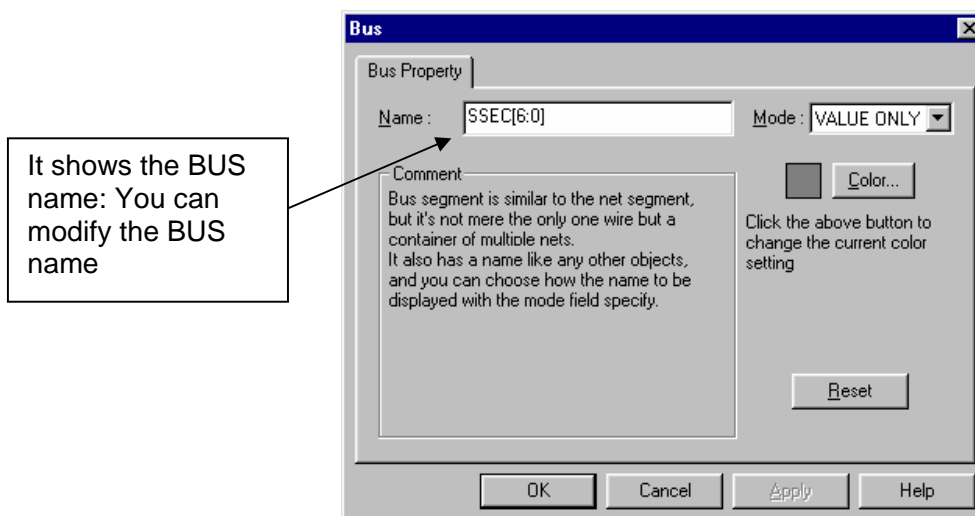 Bus
Bus Property
Name : SSEC[6:0] Mode : VALUE ONLY
It shows the BUS
name: You can
modify the BUS
name
Comment
Bus segment is similar to the net segment,
but it's not mere the only one wire but a
container of multiple nets.
It also has a name like any other objects,
and you can choose how the name to be
displayed with the mode field specify.
Color...
Click the above button to
change the current color
setting
Reset
OK Cancel Apply Help